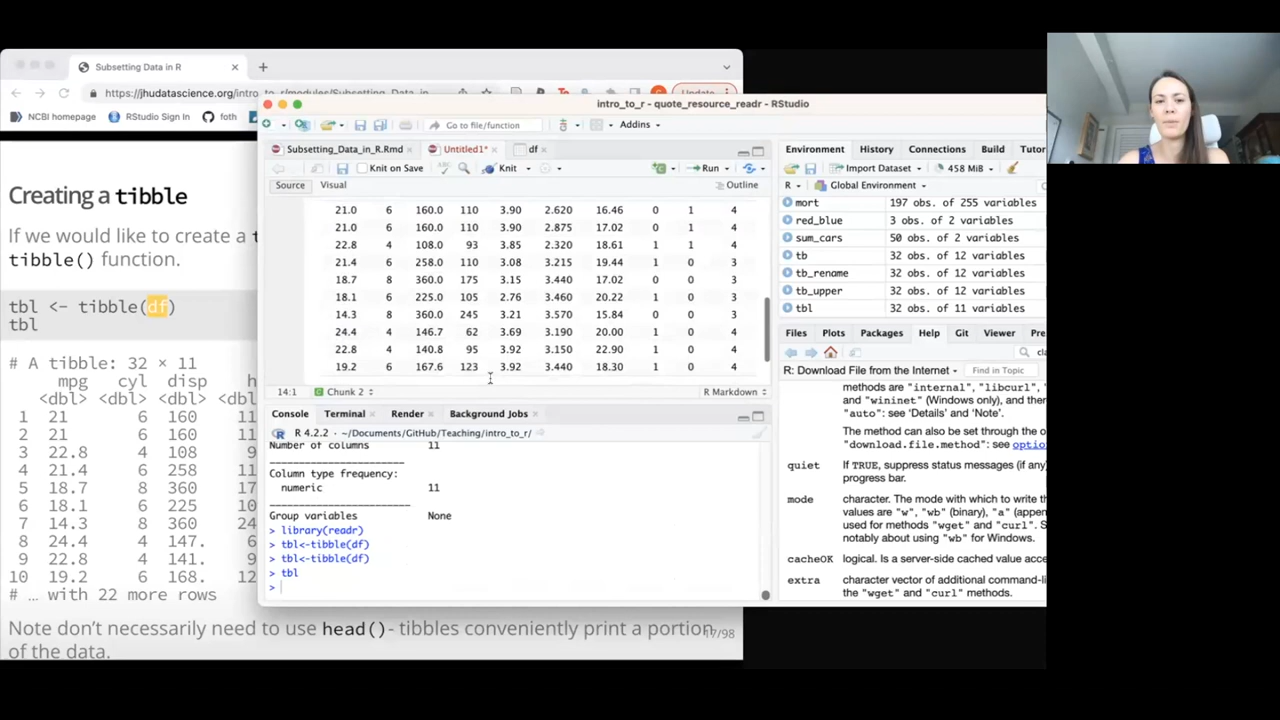 Subsetting Data in R
https://jhudatascience.org/intro_to_r/modules/Subsetting_Data_in
Update
NCBI homepage
RStudio Sign In
foth
Creating a tibble
If we would like to create a
tibble() function.
tbl <- tibble(df)
tbl
# A tibble: 32 × 11
mpg cyl disp
<dbl> <dbl> <dbl>
1 21 6 160
2 21 6 160
3 22.8 4 108
4 21.4 6 258
5 18.7 8 360
6 18.1 6 225
7 14.3 8 360
8 24.4 4 147.
9 22.8 4 141.
10 19.2 6 168.
# … with 22 more rows
Note don't necessarily need to use head()- tibbles conveniently print a portion
of the data.
17/98
intro_to_r - quote_resource_readr - RStudio
Go to file/function
Addins
Subsetting_Data_in_R.Rmd
Untitled1*
df
Knit on Save
Knit
Run
Source
Visual
Outline
21.0 6 160.0 110 3.90 2.620 16.46 0 1 4
21.0 6 160.0 110 3.90 2.875 17.02 0 1 4
22.8 4 108.0 93 3.85 2.320 18.61 1 1 4
21.4 6 258.0 110 3.08 3.215 19.44 1 0 3
18.7 8 360.0 175 3.15 3.440 17.02 0 0 3
18.1 6 225.0 105 2.76 3.460 20.22 1 0 3
14.3 8 360.0 245 3.21 3.570 15.84 0 0 3
24.4 4 146.7 62 3.69 3.190 20.00 1 0 4
22.8 4 140.8 95 3.92 3.150 22.90 1 0 4
19.2 6 167.6 123 3.92 3.440 18.30 1 0 4
14:1
Chunk 2
R Markdown
Console
Terminal
Render
Background Jobs
R 4.2.2 · ~/Documents/GitHub/Teaching/intro_to_r/
Number of columns 11
Column type frequency:
numeric 11
Group variables None
> library(readr)
> tbl<-tibble(df)
> tbl<-tibble(df)
> tbl
>
Environment
History
Connections
Build
Tutor
Import Dataset
458 MiB
R
Global Environment
mort 197 obs. of 255 variables
red_blue 3 obs. of 2 variables
sum_cars 50 obs. of 2 variables
tb 32 obs. of 12 variables
tb_rename 32 obs. of 12 variables
tb_upper 32 obs. of 12 variables
tbl 32 obs. of 11 variables
Files
Plots
Packages
Help
Git
Viewer
Pre
R: Download File from the Internet
Find in Topic
methods are "internal", "libcurl",
and "wininet" (Windows only), and there
"auto": see 'Details' and 'Note'.
The method can also be set through the o
"download.file.method": see optio
quiet
If TRUE, suppress status messages (if any)
progress bar.
mode
character. The mode with which to write th
values are "w", "wb" (binary), "a" (appen
used for methods "wget" and "curl". S
notably about using "wb" for Windows.
cacheOK
logical. Is a server-side cached value acce
extra
character vector of additional command-li
the "wget" and "curl" methods.